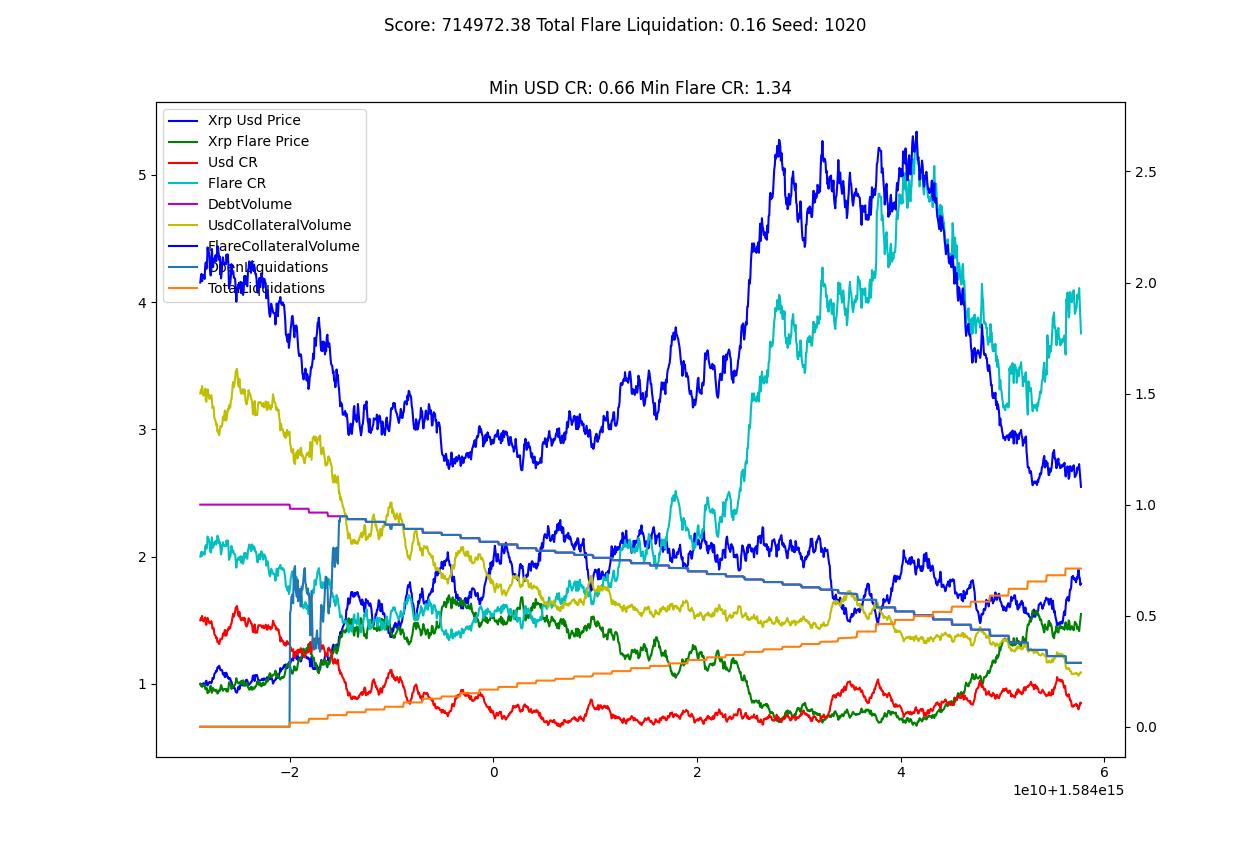 Score: 714972.38 Total Flare Liquidation: 0.16 Seed: 1020
Min USD CR: 0.66 Min Flare CR: 1.34
Xrp Usd Price
Xrp Flare Price
Usd CR
Flare CR
DebtVolume
UsdCollateralVolume
FlareCollateralVolume
OpenLiquidations
TotalLiquidations
5
4
3
2
1
2.5
2.0
1.5
1.0
0.5
0.0
−2
0
2
4
6
1e10+1.584e15